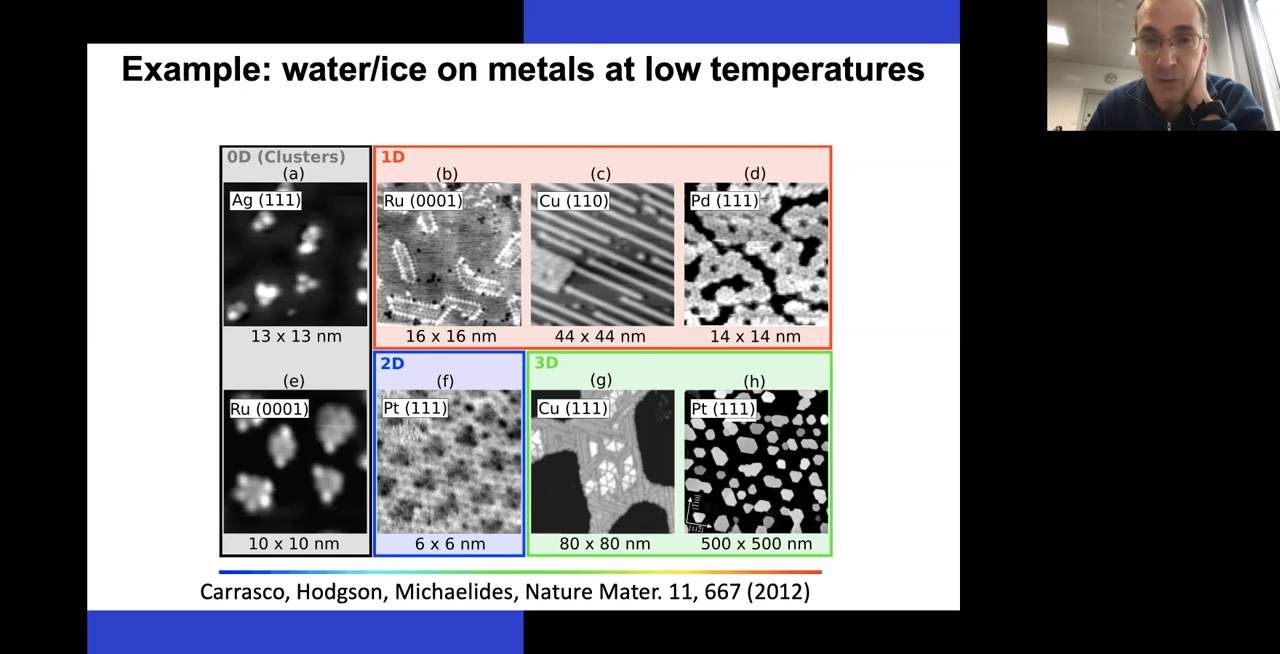 Example: water/ice on metals at low temperatures
0D (Clusters)
(a)
Ag (111)
13 x 13 nm
1D
(b)
Ru (0001)
16 x 16 nm
(c)
Cu (110)
44 x 44 nm
(d)
Pd (111)
14 x 14 nm
(e)
Ru (0001)
10 x 10 nm
2D
(f)
Pt (111)
6 x 6 nm
3D
(g)
Cu (111)
80 x 80 nm
(h)
Pt (111)
500 x 500 nm
Carrasco, Hodgson, Michaelides, Nature Mater. 11, 667 (2012)